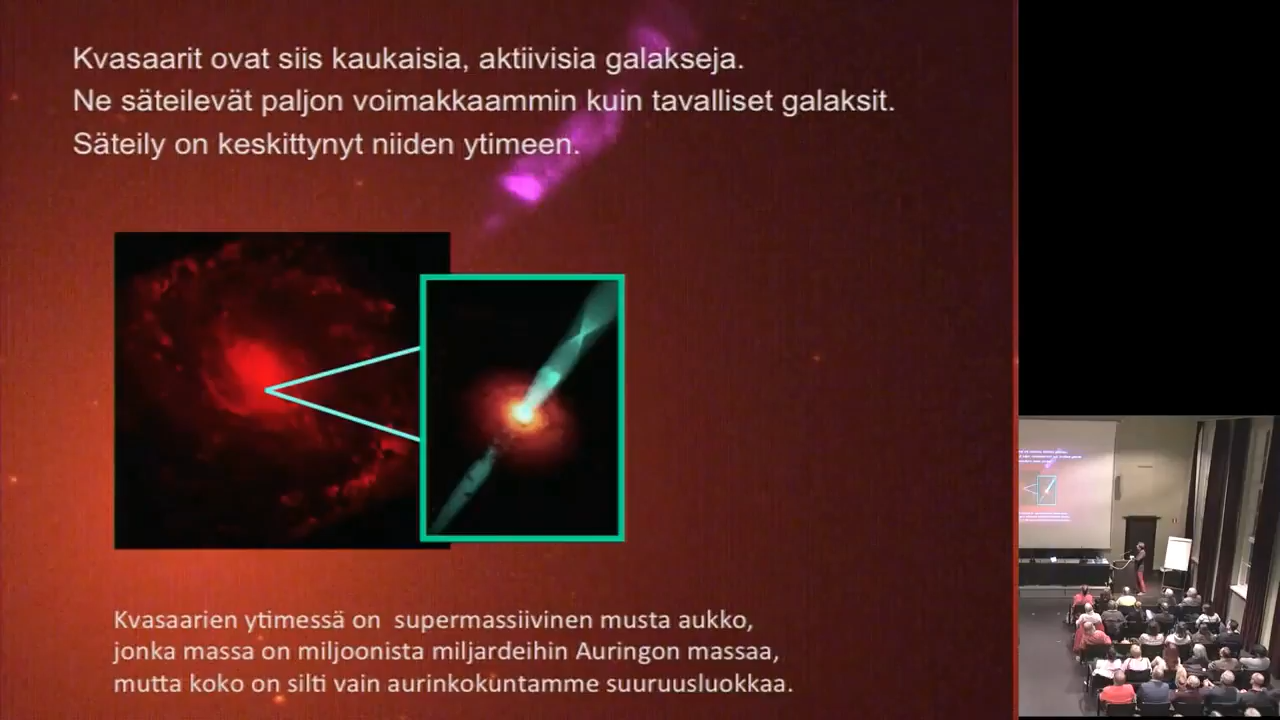 Kvasaarit ovat siis kaukaisia, aktiivisia galakseja.
Ne säteilevät paljon voimakkaammin kuin tavalliset galaksit.
Säteily on keskittynyt niiden ytimeen.
Kvasaarien ytimessä on supermassiivinen musta aukko,
jonka massa on miljoonista miljardeihin Auringon massaa,
mutta koko on silti vain aurinkokuntamme suuruusluokkaa.